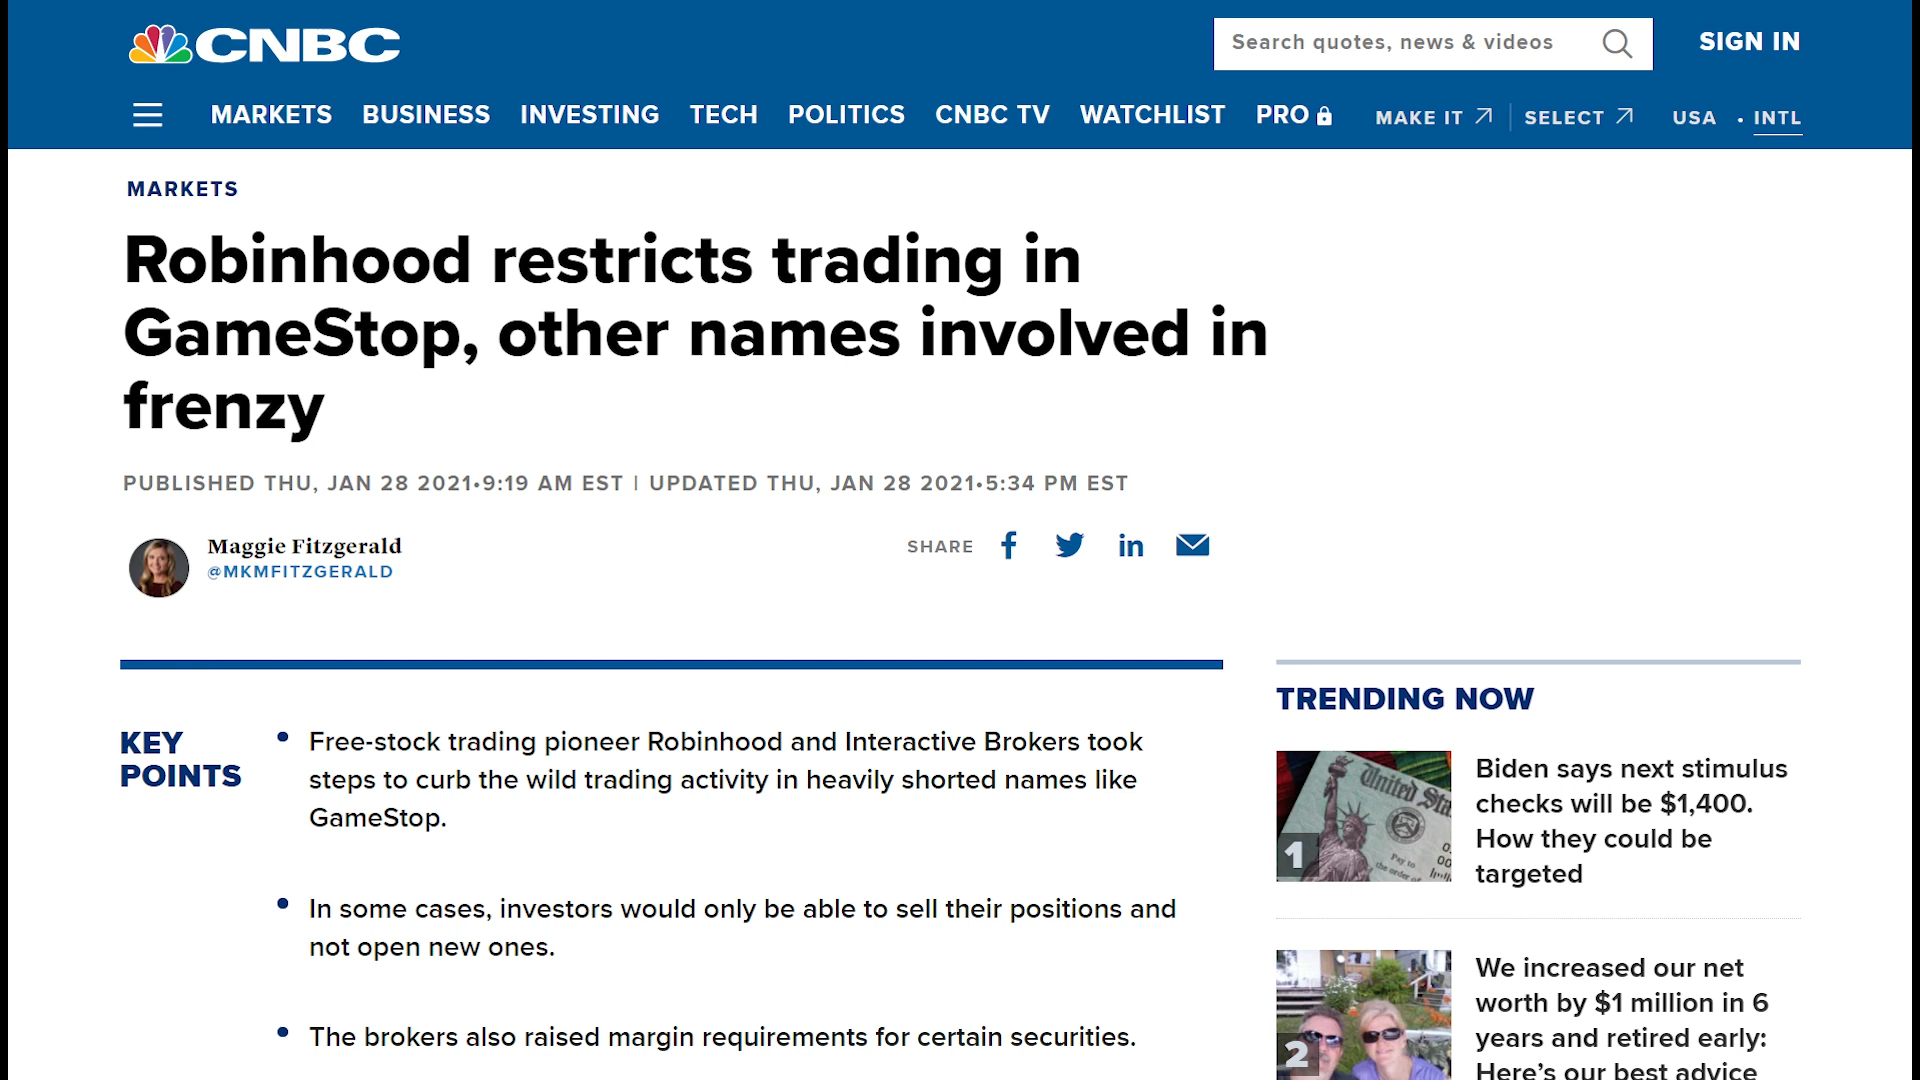 CNBC
Search quotes, news & videos
SIGN IN
MARKETS BUSINESS INVESTING TECH POLITICS CNBC TV WATCHLIST PRO MAKE IT SELECT USA • INTL
MARKETS
Robinhood restricts trading in
GameStop, other names involved in
frenzy
PUBLISHED THU, JAN 28 2021•9:19 AM EST | UPDATED THU, JAN 28 2021•5:34 PM EST
Maggie Fitzgerald
@MKMFITZGERALD
SHARE
KEY
POINTS
• Free-stock trading pioneer Robinhood and Interactive Brokers took
steps to curb the wild trading activity in heavily shorted names like
GameStop.
• In some cases, investors would only be able to sell their positions and
not open new ones.
• The brokers also raised margin requirements for certain securities.
TRENDING NOW
United Sta
Pay to
the order of
1
Biden says next stimulus
checks will be $1,400.
How they could be
targeted
2
We increased our net
worth by $1 million in 6
years and retired early:
Here’s our best advice